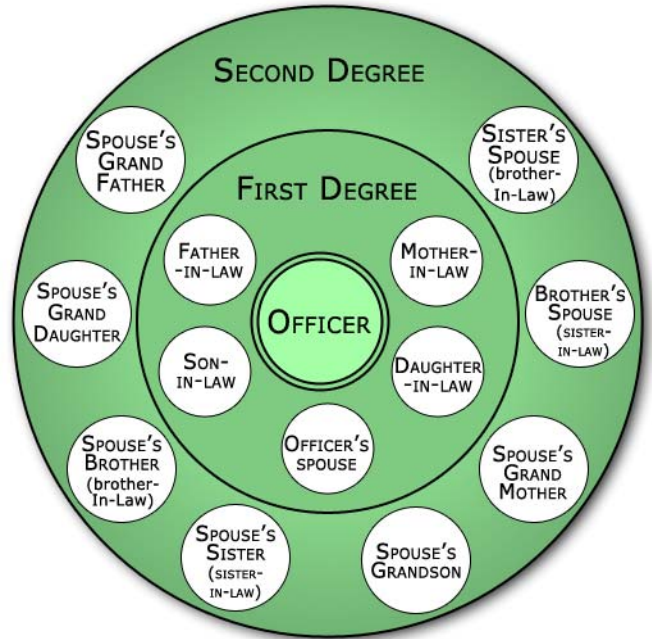 SECOND DEGREE
SPOUSE'S
GRAND
FATHER
SISTER'S
SPOUSE
(brother-
In-Law)
FIRST DEGREE
FATHER
-IN-LAW
MOTHER-
IN-LAW
SPOUSE'S
GRAND
DAUGHTER
OFFICER
BROTHER'S
SPOUSE
(SISTER-
IN-LAW)
SON-
IN-LAW
DAUGHTER
-IN-LAW
SPOUSE'S
BROTHER
(brother-
In-Law)
OFFICER'S
SPOUSE
SPOUSE'S
GRAND
MOTHER
SPOUSE'S
SISTER
(SISTER-
IN-LAW)
SPOUSE'S
GRANDSON